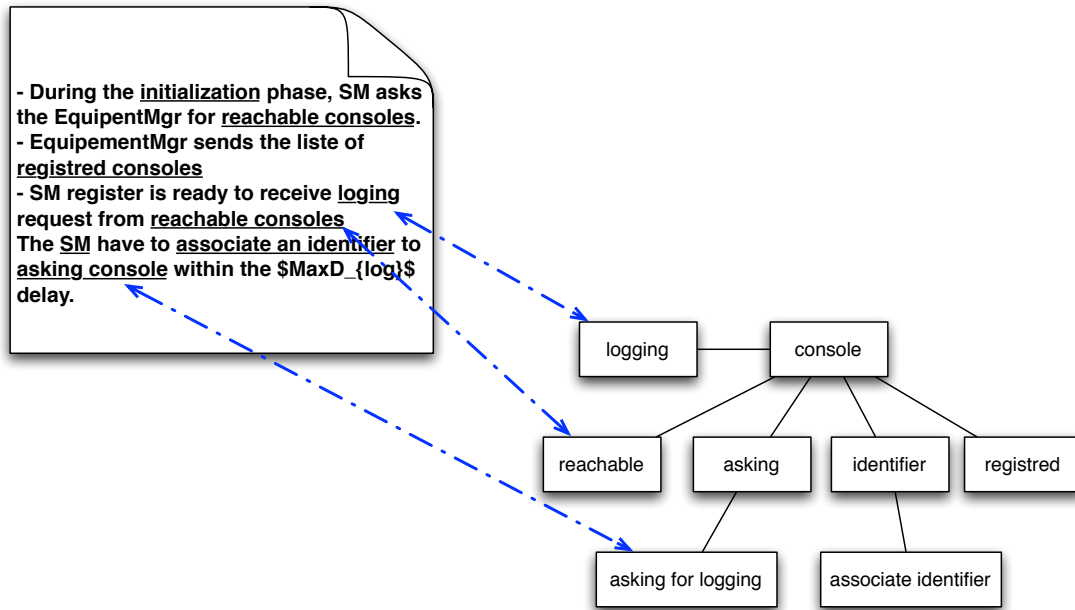 - During the initialization phase, SM asks
the EquipentMgr for reachable consoles.
- EquipementMgr sends the liste of
registred consoles
- SM register is ready to receive loging
request from reachable consoles
The SM have to associate an identifier to
asking console within the $MaxD_{log}$
delay.
logging
console
reachable
asking
identifier
registred
asking for logging
associate identifier